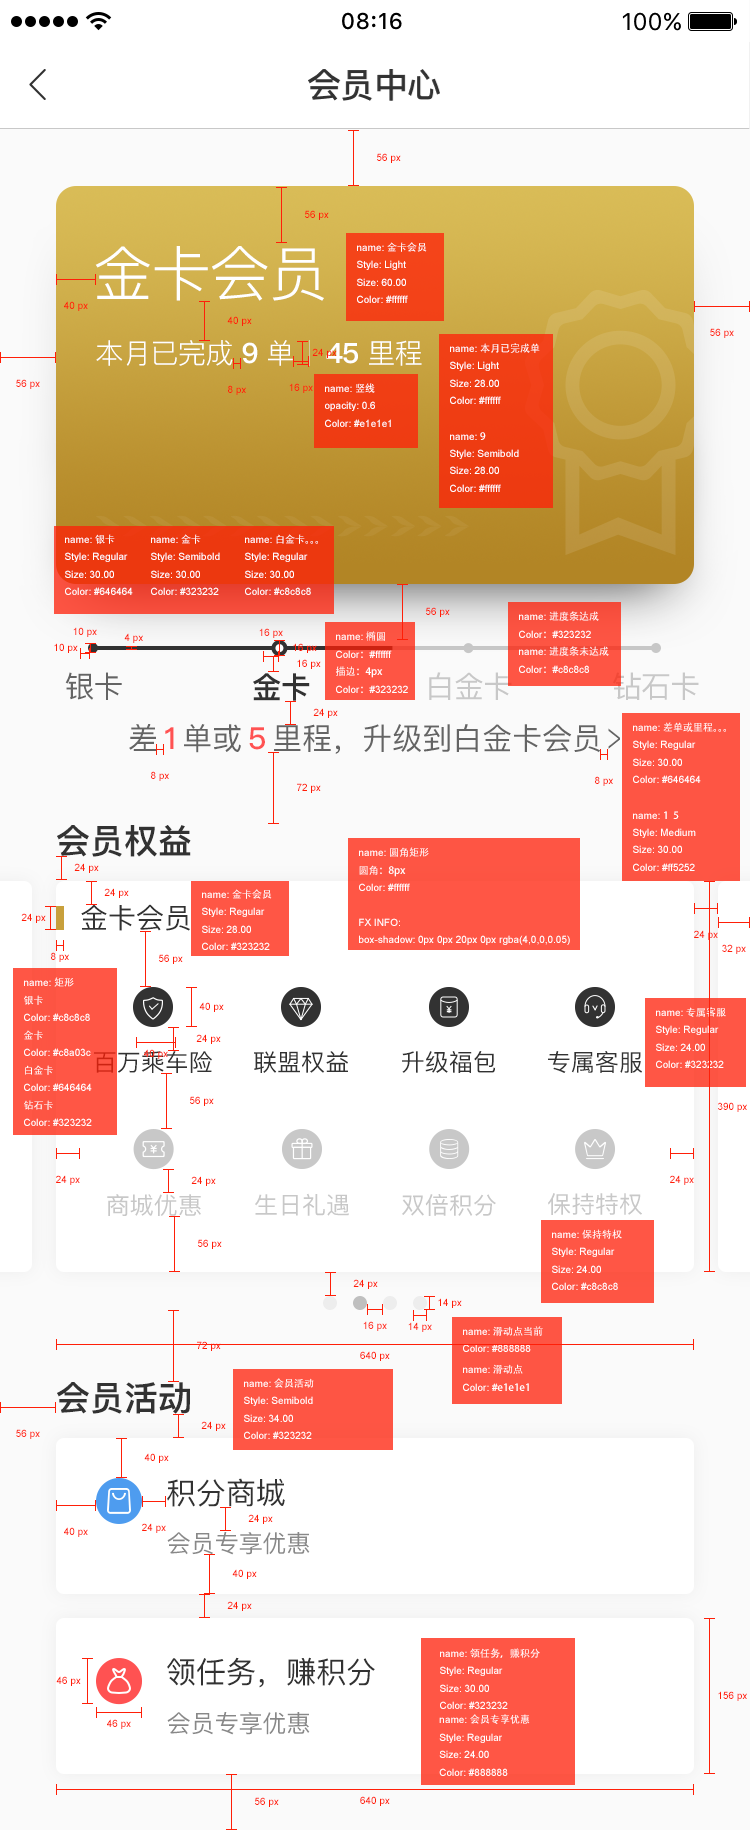 08:16
100%
会员中心
56 px
56 px
金卡会员
name: 金卡会员
Style: Light
Size: 60.00
Color: #ffffff
40 px
40 px
56 px
56 px
本月已完成 9 单 45 里程
24 px
8 px
16 px
name: 竖线
opacity: 0.6
Color: #e1e1e1
name: 本月已完成单
Style: Light
Size: 28.00
Color: #ffffff
name: 9
Style: Semibold
Size: 28.00
Color: #ffffff
name: 银卡
Style: Regular
Size: 30.00
Color: #646464
name: 金卡
Style: Semibold
Size: 30.00
Color: #323232
name: 白金卡。。。
Style: Regular
Size: 30.00
Color: #c8c8c8
56 px
10 px
10 px
4 px
16 px
16 px
16 px
name: 椭圆
Color: #ffffff
描边: 4px
Color: #323232
name: 进度条达成
Color: #323232
name: 进度条未达成
Color: #c8c8c8
银卡
金卡
白金卡
钻石卡
24 px
差 1 单或 5 里程，升级到白金卡会员
8 px
8 px
72 px
name: 差单或里程。。。
Style: Regular
Size: 30.00
Color: #646464
name: 1 5
Style: Medium
Size: 30.00
Color: #ff5252
会员权益
24 px
name: 圆角矩形
圆角: 8px
Color: #ffffff
FX INFO:
box-shadow: 0px 0px 20px 0px rgba(4,0,0,0.05)
24 px
24 px
金卡会员
8 px
name: 金卡会员
Style: Regular
Size: 28.00
Color: #323232
56 px
24 px
32 px
name: 矩形
银卡
Color: #c8c8c8
金卡
Color: #c8a03c
白金卡
Color: #646464
钻石卡
Color: #323232
40 px
24 px
40 px
百万乘车险
联盟权益
升级福包
专属客服
name: 专属客服
Style: Regular
Size: 24.00
Color: #323232
56 px
390 px
24 px
24 px
24 px
商城优惠
生日礼遇
双倍积分
保持特权
56 px
name: 保持特权
Style: Regular
Size: 24.00
Color: #c8c8c8
24 px
14 px
16 px
14 px
name: 滑动点当前
Color: #888888
name: 滑动点
Color: #e1e1e1
72 px
640 px
会员活动
56 px
24 px
name: 会员活动
Style: Semibold
Size: 34.00
Color: #323232
40 px
积分商城
40 px
24 px
24 px
会员专享优惠
40 px
24 px
领任务，赚积分
46 px
46 px
会员专享优惠
name: 领任务，赚积分
Style: Regular
Size: 30.00
Color: #323232
name: 会员专享优惠
Style: Regular
Size: 24.00
Color: #888888
156 px
56 px
640 px